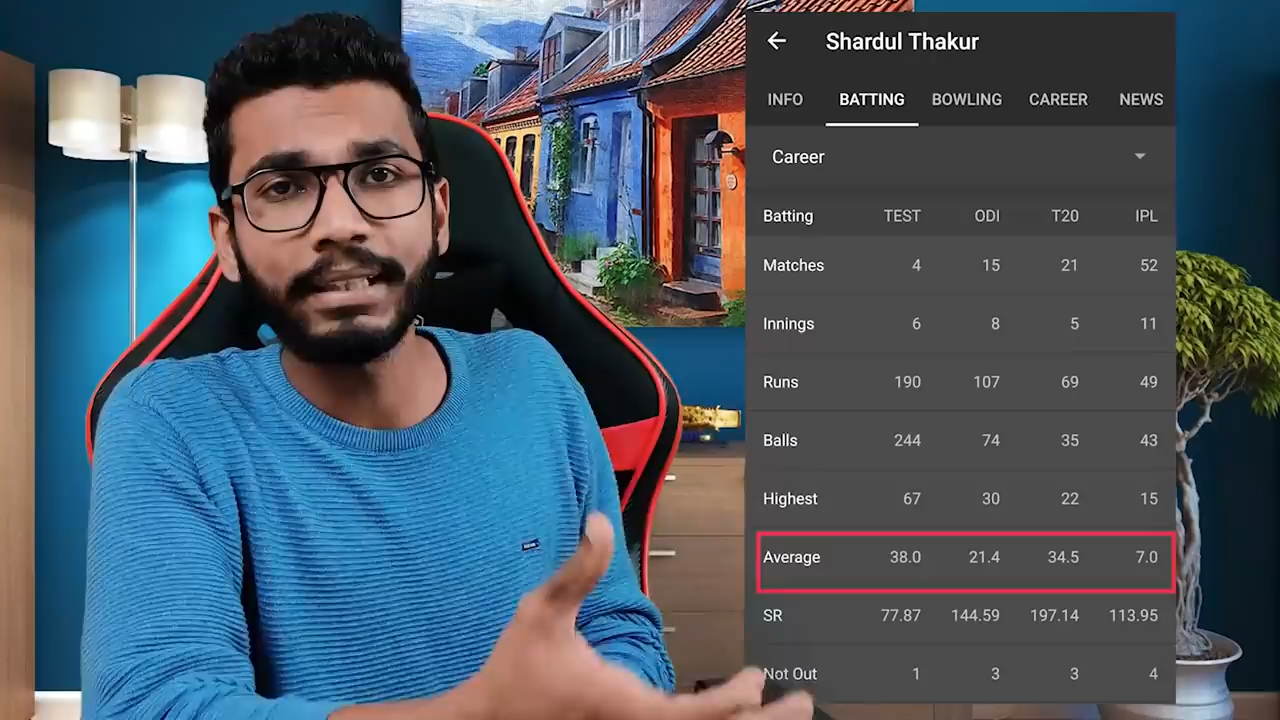 Shardul Thakur
INFO BATTING BOWLING CAREER NEWS
Career
Batting TEST ODI T20 IPL
Matches 4 15 21 52
Innings 6 8 5 11
Runs 190 107 69 49
Balls 244 74 35 43
Highest 67 30 22 15
Average 38.0 21.4 34.5 7.0
SR 77.87 144.59 197.14 113.95
Not Out 1 3 3 4